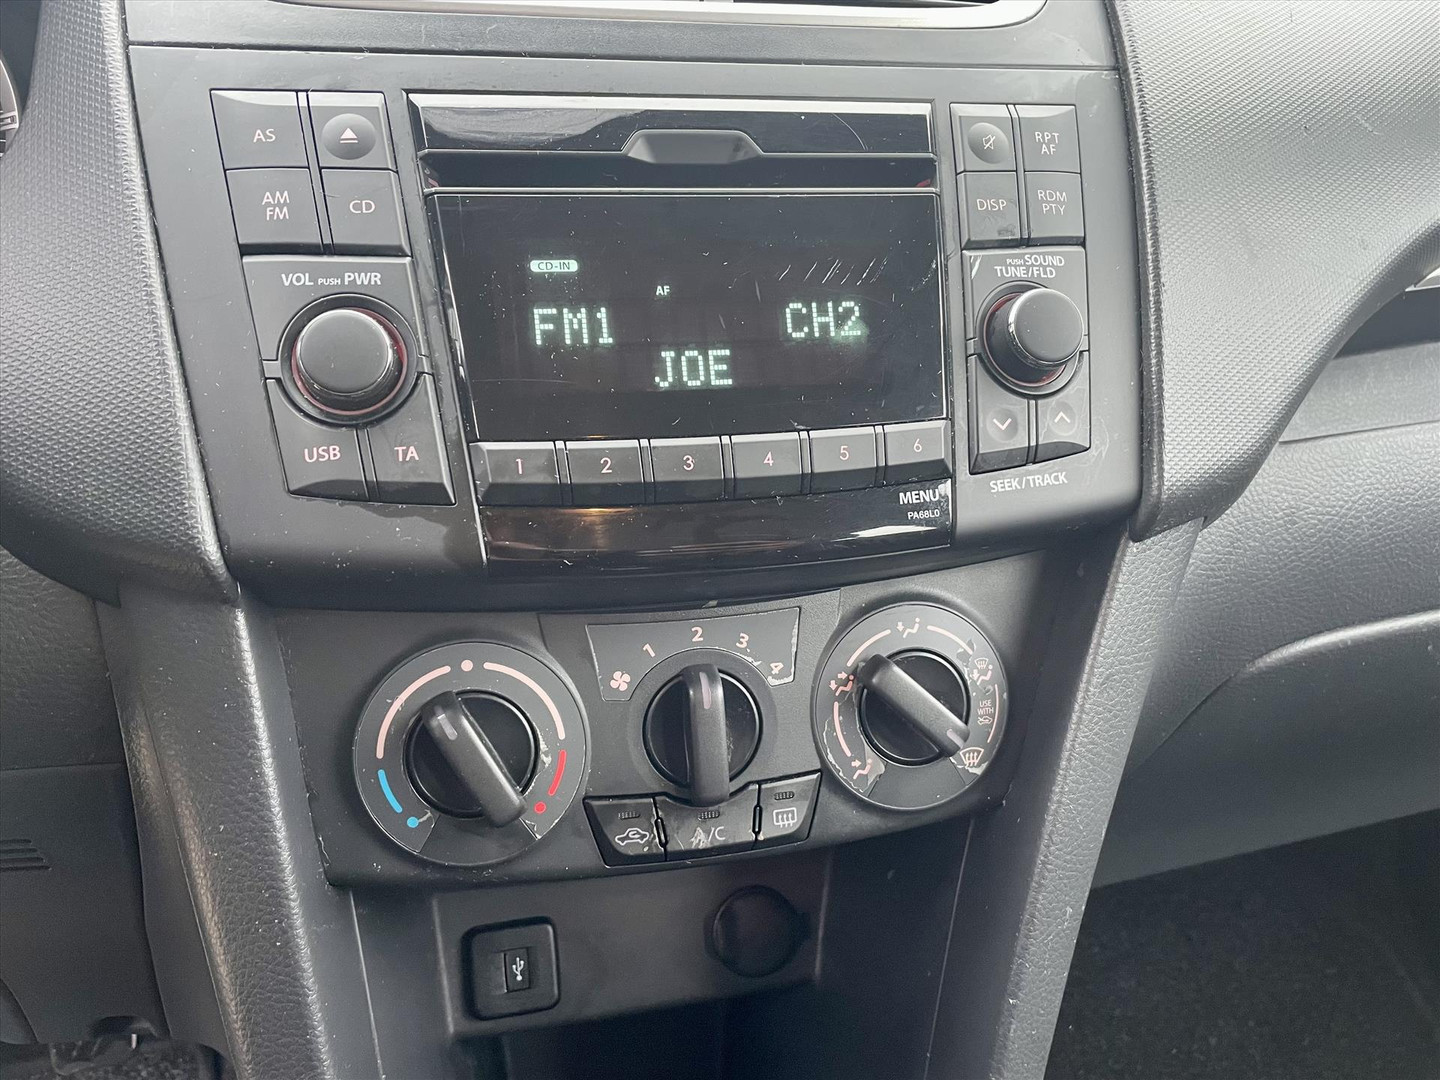 AS
AM
FM
CD
VOL PUSH PWR
USB
TA
CD-IN
AF
FM1
CH2
JOE
1 2 3 4 5 6
MENU
PA68L0
RPT
AF
DISP
RDM
PTY
PUSH SOUND
TUNE/FLD
SEEK/TRACK
1 2 3 4
A/C
USE
WITH